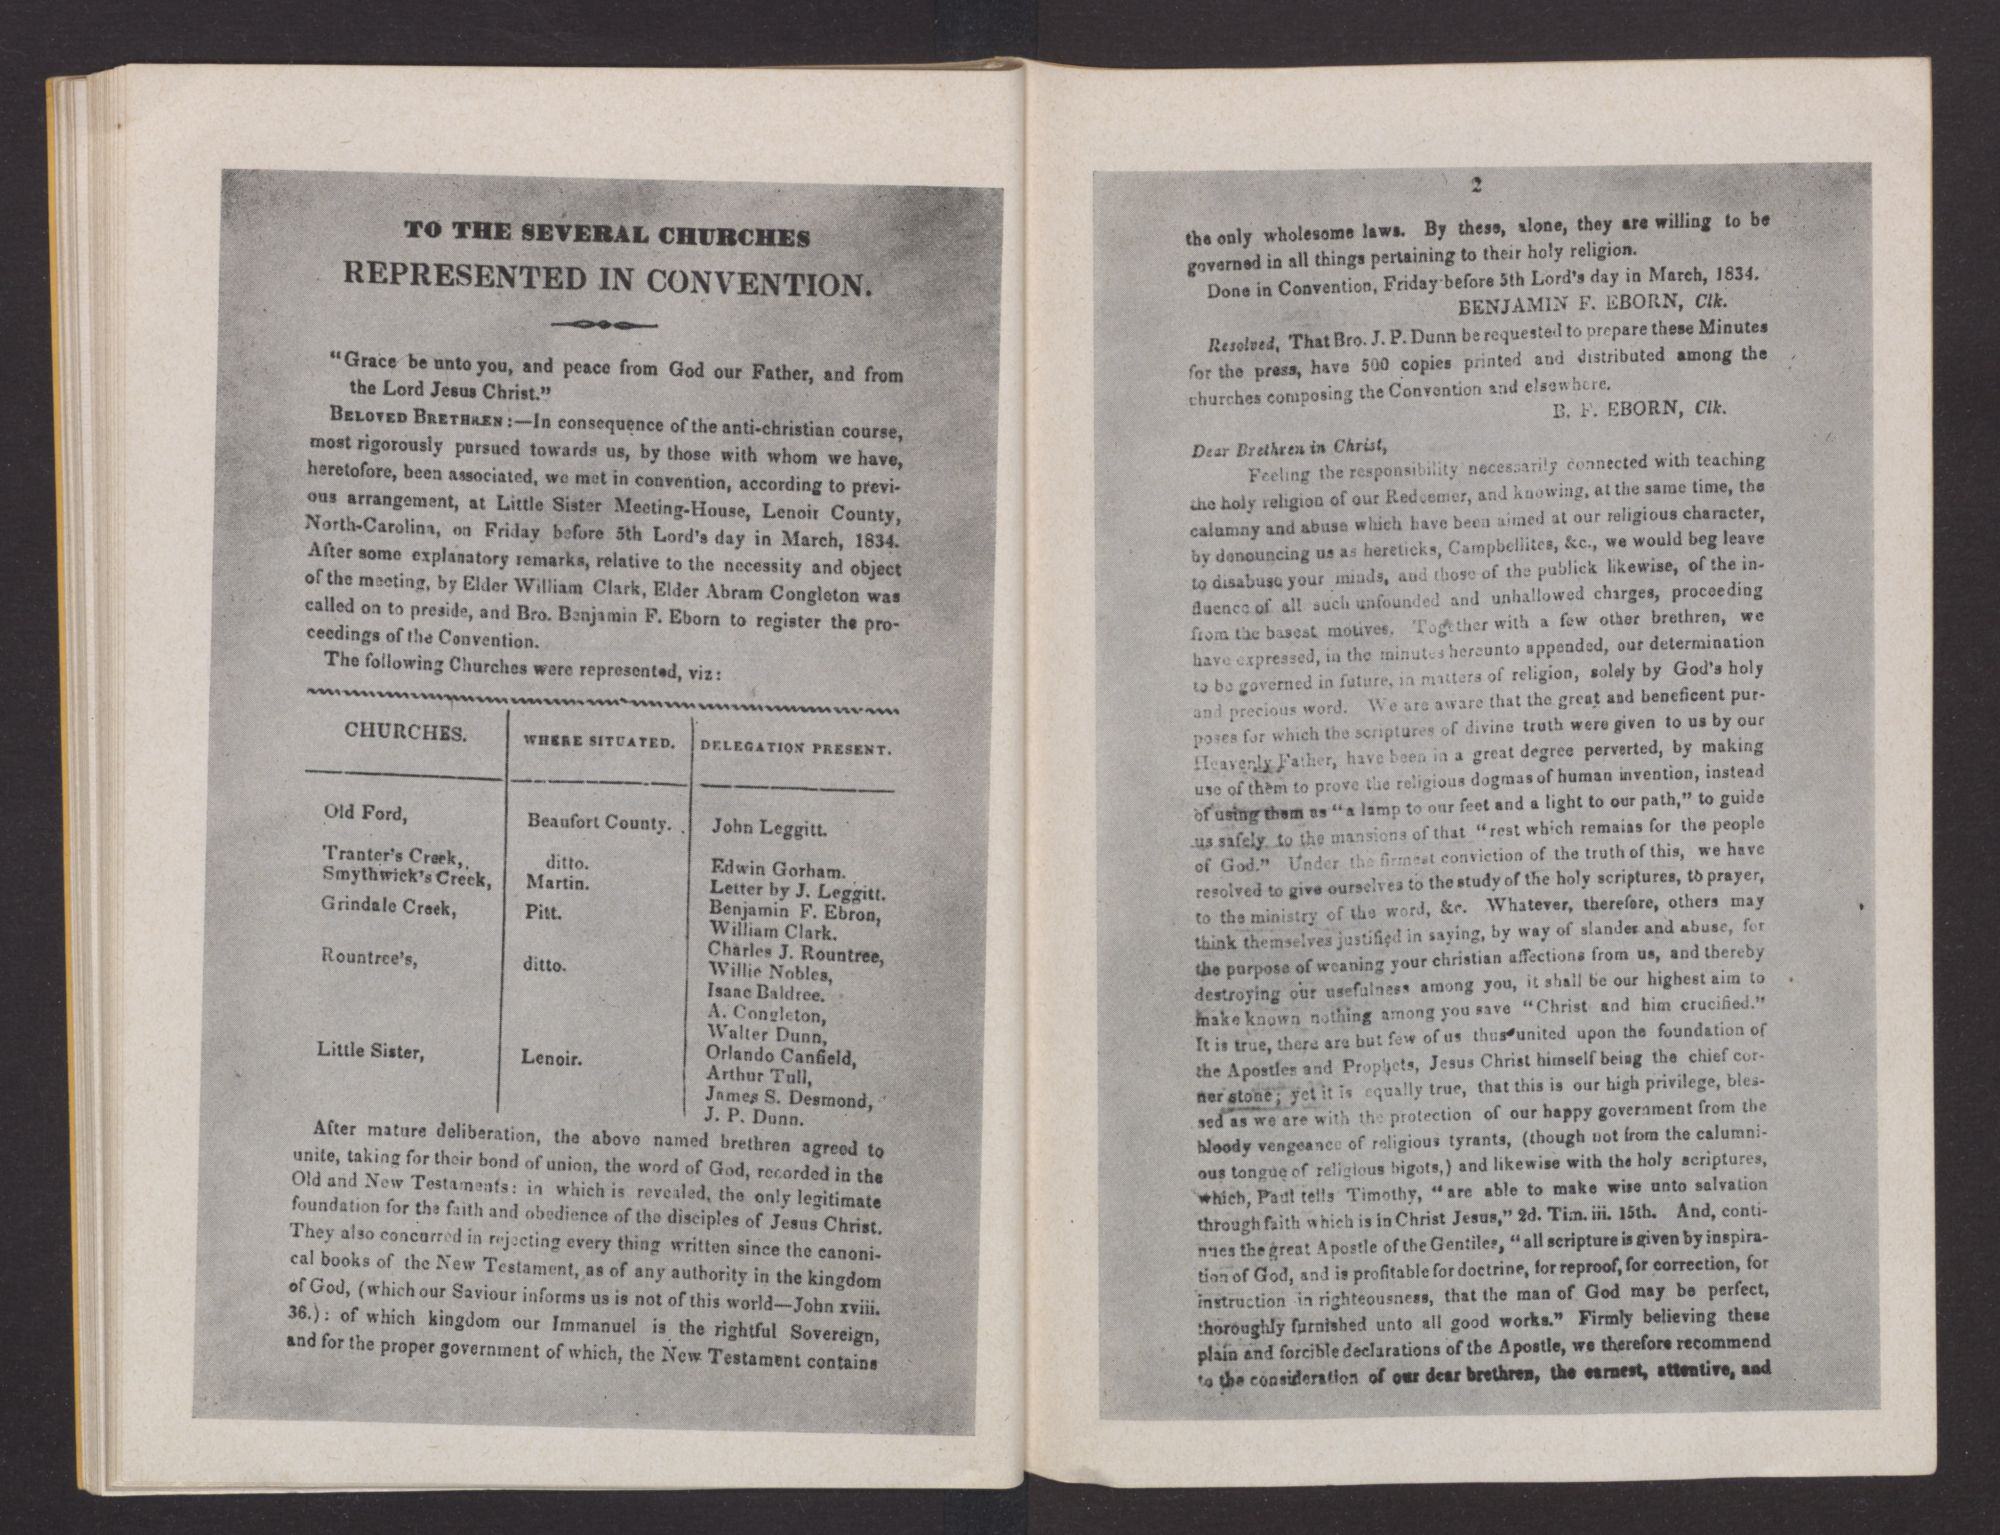 TO THE SEVERAL CHURCHES
REPRESENTED IN CONVENTION.
"Grace be unto you, and peace from God our Father, and from
the Lord Jesus Christ."
BELOVED BRETHREN:—In consequence of the anti-christian course,
most rigorously pursued towards us, by those with whom we have,
heretofore, been associated, we met in convention, according to previ-
ous arrangement, at Little Sister Meeting-House, Lenoir County,
North-Carolina, on Friday before 5th Lord's day in March, 1834.
After some explanatory remarks, relative to the necessity and object
of the meeting, by Elder William Clark, Elder Abram Congleton was
called on to preside, and Bro. Benjamin F. Eborn to register the pro-
ceedings of the Convention.
The following Churches were represented, viz:
CHURCHES. WHERE SITUATED. DELEGATION PRESENT.
Old Ford, Beaufort County. John Leggitt.
Tranter's Creek, ditto. Edwin Gorham.
Smythwick's Creek, Martin. Letter by J. Leggitt.
Grindale Creek, Pitt. Benjamin F. Ebron,
William Clark.
Rountree's, ditto. Charles J. Rountree,
Willie Nobles,
Isaac Baldree.
A. Congleton,
Walter Dunn,
Little Sister, Lenoir. Orlando Canfield,
Arthur Tull,
James S. Desmond,
J. P. Dunn.
After mature deliberation, the above named brethren agreed to
unite, taking for their bond of union, the word of God, recorded in the
Old and New Testaments: in which is revealed, the only legitimate
foundation for the faith and obedience of the disciples of Jesus Christ.
They also concurred in rejecting every thing written since the canoni-
cal books of the New Testament, as of any authority in the kingdom
of God, (which our Saviour informs us is not of this world—John xviii.
36.): of which kingdom our Immanuel is the rightful Sovereign,
and for the proper government of which, the New Testament contains
2
the only wholesome laws. By these, alone, they are willing to be
governed in all things pertaining to their holy religion.
Done in Convention, Friday before 5th Lord's day in March, 1834.
BENJAMIN F. EBORN, Clk.
Resolved, That Bro. J. P. Dunn be requested to prepare these Minutes
for the press, have 500 copies printed and distributed among the
churches composing the Convention and elsewhere.
B. F. EBORN, Clk.
Dear Brethren in Christ,
Feeling the responsibility necessarily connected with teaching
the holy religion of our Redeemer, and knowing, at the same time, the
calumny and abuse which have been aimed at our religious character,
by denouncing us as hereticks, Campbellites, &c., we would beg leave
to disabuse your minds, and those of the publick likewise, of the in-
fluence of all such unfounded and unhallowed charges, proceeding
from the basest motives. Together with a few other brethren, we
have expressed, in the minutes hereunto appended, our determination
to be governed in future, in matters of religion, solely by God's holy
and precious word. We are aware that the great and beneficent pur-
poses for which the scriptures of divine truth were given to us by our
Heavenly Father, have been in a great degree perverted, by making
use of them to prove the religious dogmas of human invention, instead
of using them as "a lamp to our feet and a light to our path," to guide
us safely to the mansions of that "rest which remains for the people
of God." Under the firmest conviction of the truth of this, we have
resolved to give ourselves to the study of the holy scriptures, to prayer,
to the ministry of the word, &c. Whatever, therefore, others may
think themselves justified in saying, by way of slander and abuse, for
the purpose of weaning your christian affections from us, and thereby
destroying our usefulness among you, it shall be our highest aim to
make known nothing among you save "Christ and him crucified."
It is true, there are but few of us thus united upon the foundation of
the Apostles and Prophets, Jesus Christ himself being the chief cor-
ner stone; yet it is equally true, that this is our high privilege, bles-
sed as we are with the protection of our happy government from the
bloody vengeance of religious tyrants, (though not from the calumni-
ous tongue of religious bigots,) and likewise with the holy scriptures,
which, Paul tells Timothy, "are able to make wise unto salvation
through faith which is in Christ Jesus," 2d. Tim. iii. 15th. And, conti-
nues the great Apostle of the Gentiles, "all scripture is given by inspira-
tion of God, and is profitable for doctrine, for reproof, for correction, for
instruction in righteousness, that the man of God may be perfect,
thoroughly furnished unto all good works." Firmly believing these
plain and forcible declarations of the Apostle, we therefore recommend
to the consideration of our dear brethren, the earnest, attentive, and